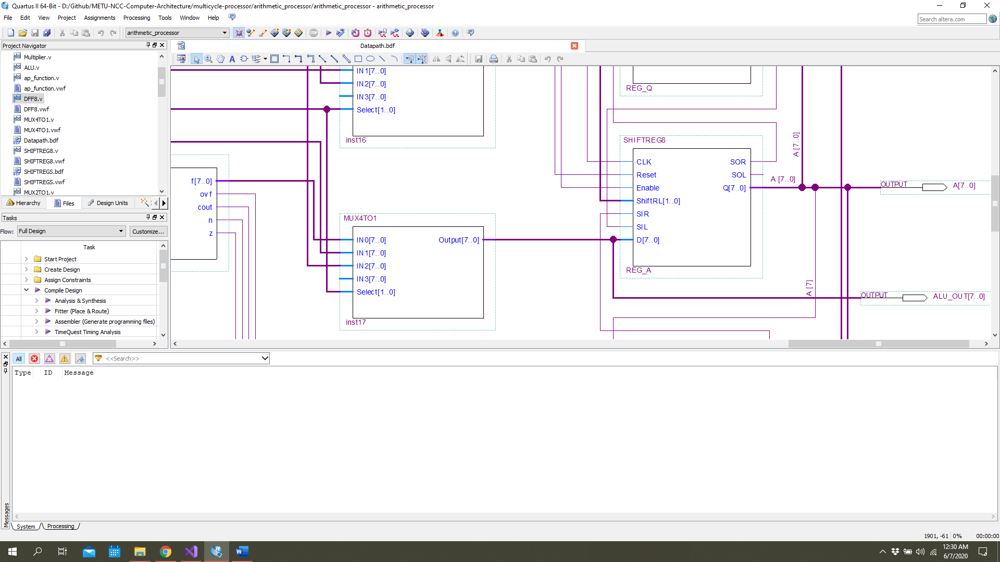 Quartus II 64-Bit - D:/Github/METU-NCC-Computer-Architecture/multicycle-processor/arithmetic_processor/arithmetic_processor - arithmetic_processor
File Edit View Project Assignments Processing Tools Window Help
Search altera.com
arithmetic_processor
Project Navigator
Multiplier.v
ALU.v
ap_function.v
ap_function.vwf
DFF8.v
DFF8.vwf
MUX4TO1.v
MUX4TO1.vwf
Datapath.bdf
SHIFTREG8.v
SHIFTREG8.vwf
SHIFTREGS.bdf
SHIFTREGS.vwf
MUX2TO1.v
Hierarchy Files Design Units
Tasks
Flow: Full Design Customize...
Task
Start Project
Create Design
Assign Constraints
Compile Design
Analysis & Synthesis
Fitter (Place & Route)
Assembler (Generate programming files)
TimeQuest Timing Analysis
Datapath.bdf
IN1[7..0]
IN2[7..0]
IN3[7..0]
Select[1..0]
inst16
f[7..0]
ovf
cout
n
z
MUX4TO1
IN0[7..0] Output[7..0]
IN1[7..0]
IN2[7..0]
IN3[7..0]
Select[1..0]
inst17
REG_Q
SHIFTREG8
CLK SOR
Reset SOL
Enable Q[7..0]
ShiftRL[1..0]
SIR
SIL
D[7..0]
REG_A
A [7..0]
A [7..0]
A [7]
OUTPUT A[7..0]
OUTPUT ALU_OUT[7..0]
All <<Search>>
Type ID Message
Messages
System Processing
1901, -61 0% 00:00:00
12:30 AM
6/7/2020